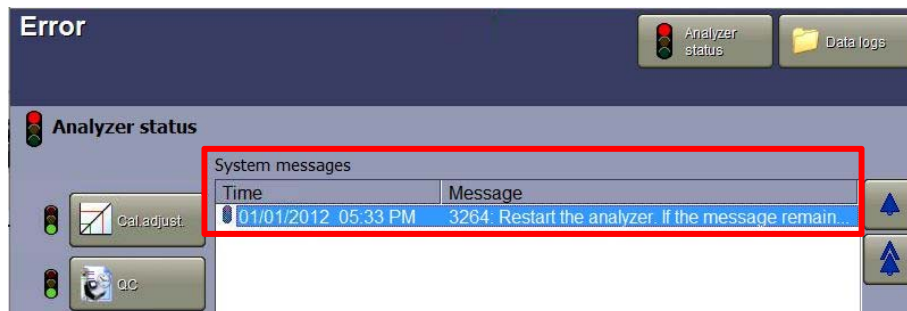 Error
Analyzer
status
Data logs
Analyzer status
System messages
Time Message
01/01/2012 05:33 PM 3264: Restart the analyzer. If the message remain...
Cal.adjust.
QC